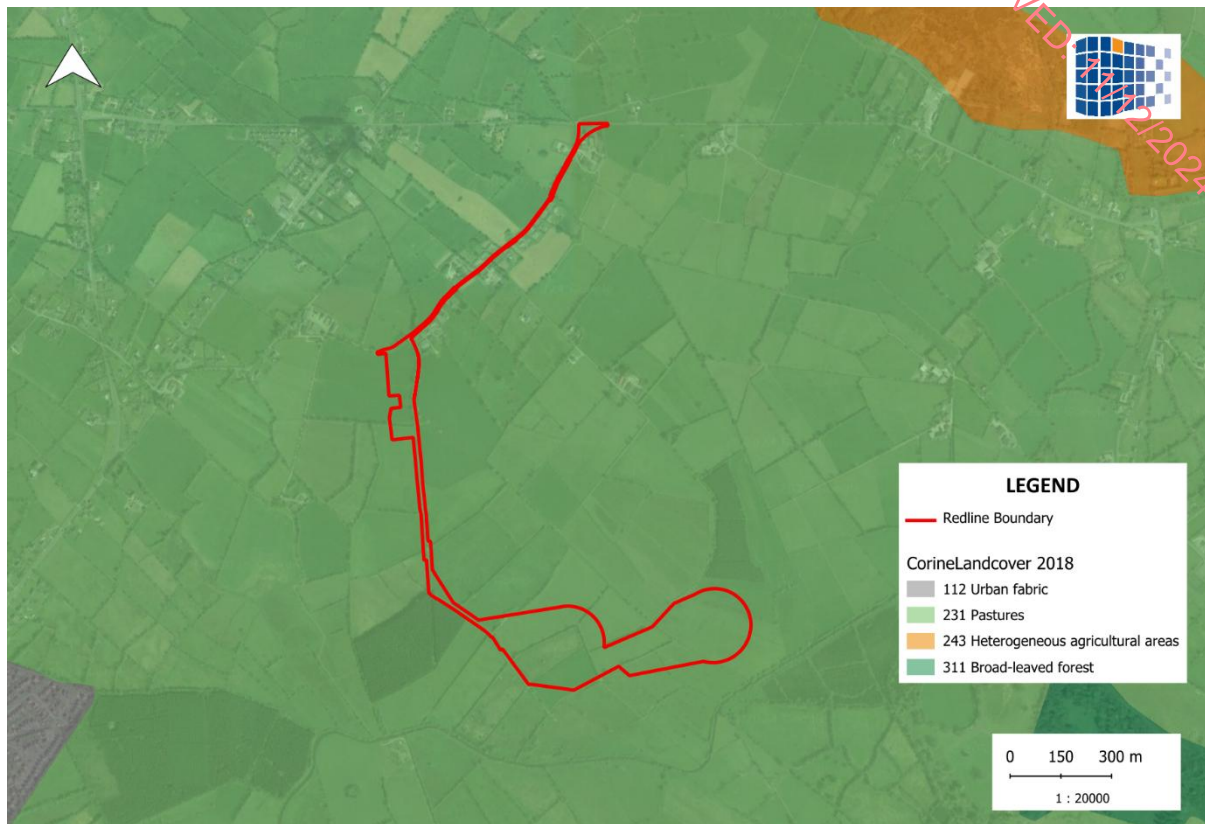 VED: 11/12/2024
LEGEND
Redline Boundary
CorineLandcover 2018
112 Urban fabric
231 Pastures
243 Heterogeneous agricultural areas
311 Broad-leaved forest
0 150 300 m
1 : 20000